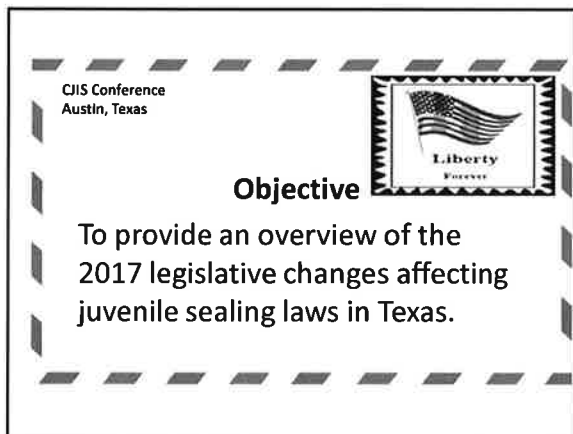 CJIS Conference
Austin, Texas
Liberty
Forever
Objective
To provide an overview of the
2017 legislative changes affecting
juvenile sealing laws in Texas.